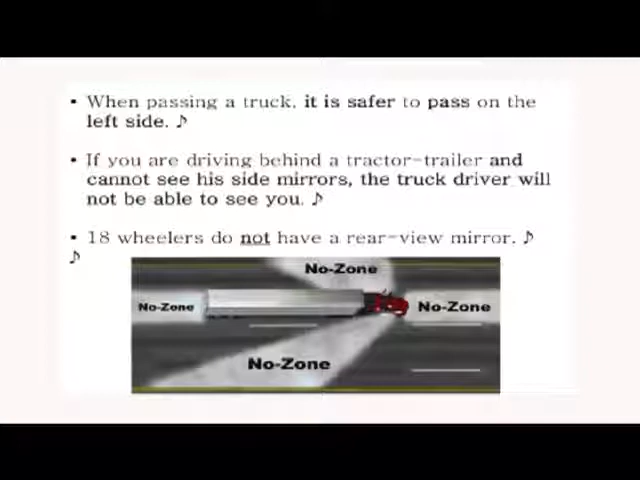 • When passing a truck, it is safer to pass on the
left side. ♪
• If you are driving behind a tractor-trailer and
cannot see his side mirrors, the truck driver will
not be able to see you. ♪
• 18 wheelers do not have a rear-view mirror. ♪
♪
No-Zone
No-Zone
No-Zone
No-Zone